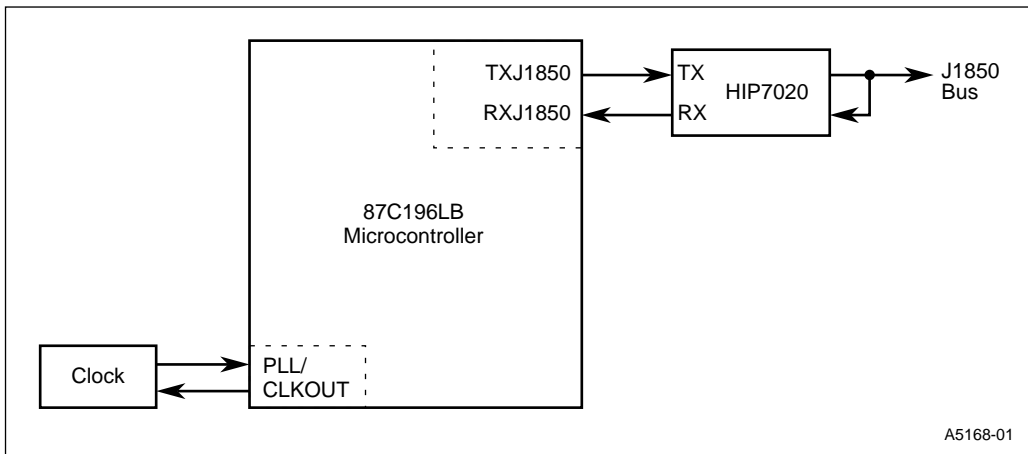 TXJ1850
RXJ1850
TX
RX
HIP7020
J1850
Bus
87C196LB
Microcontroller
Clock
PLL/
CLKOUT
A5168-01